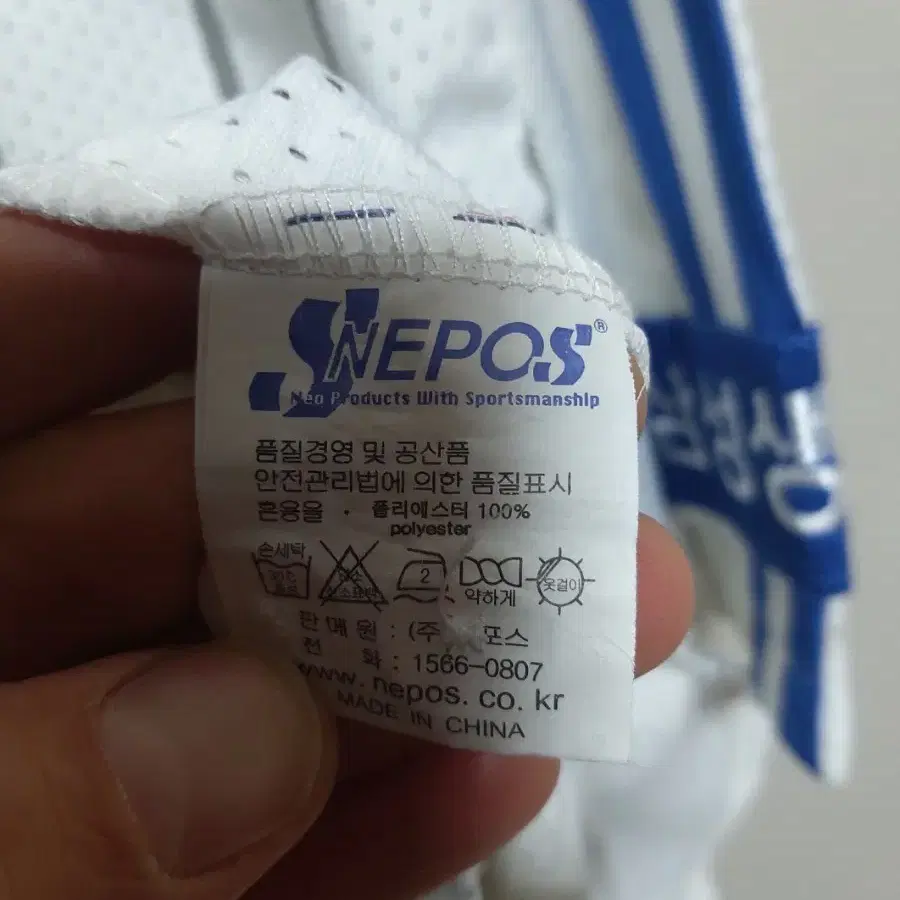 NEPOS®
Neo Products With Sportsmanship
품질경영 및 공산품
안전관리법에 의한 품질표시
혼용율 · 폴리에스터 100%
polyester
손세탁
2
약하게
옷걸이
판매원 : (주 포스
전 화 : 1566-0807
www.nepos.co.kr
MADE IN CHINA
삼성